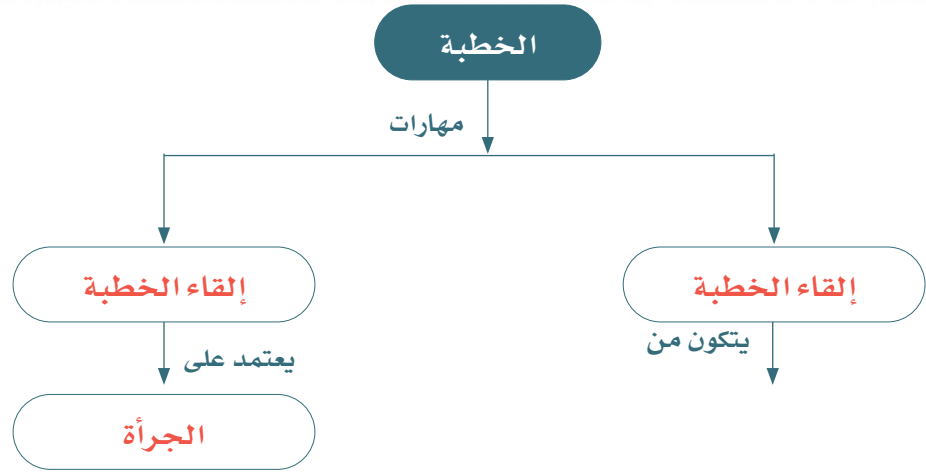 الخطبة
مهارات
إلقاء الخطبة
إلقاء الخطبة
يتكون من
يعتمد على
الجرأة